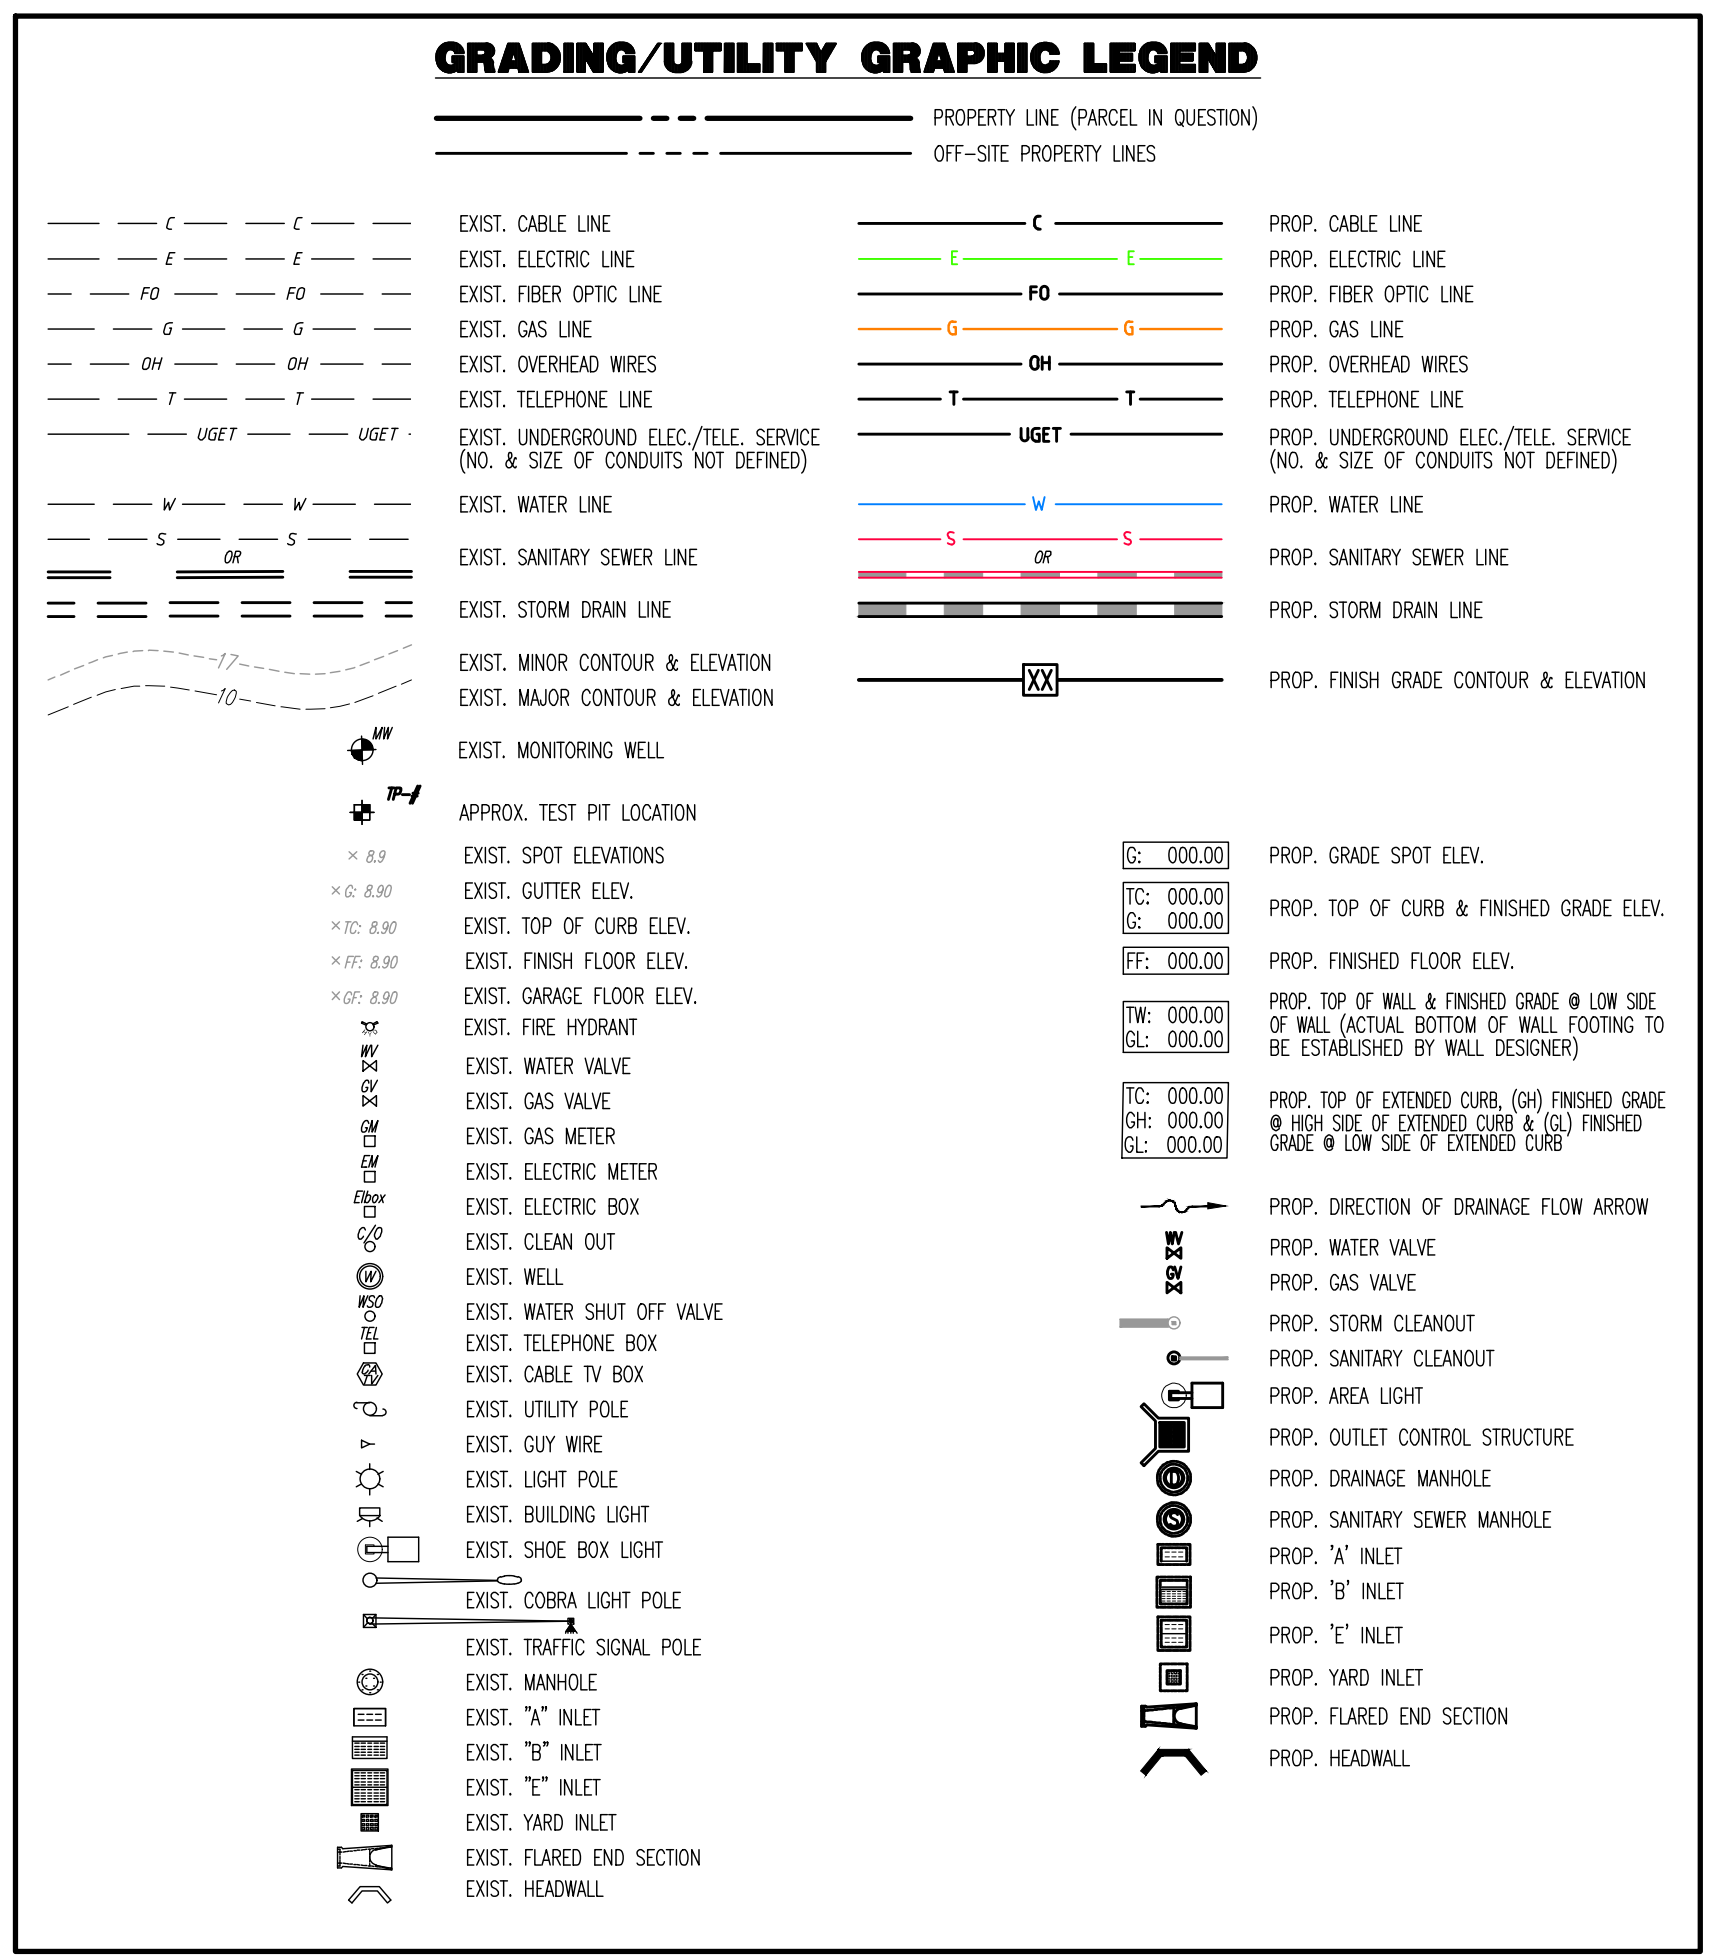 GRADING/UTILITY GRAPHIC LEGEND
PROPERTY LINE (PARCEL IN QUESTION)
OFF-SITE PROPERTY LINES
C C EXIST. CABLE LINE C PROP. CABLE LINE
E E EXIST. ELECTRIC LINE E E PROP. ELECTRIC LINE
FO FO EXIST. FIBER OPTIC LINE FO PROP. FIBER OPTIC LINE
G G EXIST. GAS LINE G G PROP. GAS LINE
OH OH EXIST. OVERHEAD WIRES OH PROP. OVERHEAD WIRES
T T EXIST. TELEPHONE LINE T T PROP. TELEPHONE LINE
UGET UGET EXIST. UNDERGROUND ELEC./TELE. SERVICE UGET PROP. UNDERGROUND ELEC./TELE. SERVICE
(NO. & SIZE OF CONDUITS NOT DEFINED) (NO. & SIZE OF CONDUITS NOT DEFINED)
W W EXIST. WATER LINE W PROP. WATER LINE
S S S S
OR EXIST. SANITARY SEWER LINE OR PROP. SANITARY SEWER LINE
EXIST. STORM DRAIN LINE PROP. STORM DRAIN LINE
17 EXIST. MINOR CONTOUR & ELEVATION
XX PROP. FINISH GRADE CONTOUR & ELEVATION
10 EXIST. MAJOR CONTOUR & ELEVATION
MW EXIST. MONITORING WELL
TP-#
APPROX. TEST PIT LOCATION
× 8.9 EXIST. SPOT ELEVATIONS
× G: 8.90 EXIST. GUTTER ELEV.
× TC: 8.90 EXIST. TOP OF CURB ELEV.
× FF: 8.90 EXIST. FINISH FLOOR ELEV.
× GF: 8.90 EXIST. GARAGE FLOOR ELEV.
EXIST. FIRE HYDRANT
WV
EXIST. WATER VALVE
GV
EXIST. GAS VALVE
GM
EXIST. GAS METER
EM
EXIST. ELECTRIC METER
Elbox
EXIST. ELECTRIC BOX
C/O
EXIST. CLEAN OUT
W EXIST. WELL
WSO
EXIST. WATER SHUT OFF VALVE
TEL
EXIST. TELEPHONE BOX
CA
TV
EXIST. CABLE TV BOX
EXIST. UTILITY POLE
EXIST. GUY WIRE
EXIST. LIGHT POLE
EXIST. BUILDING LIGHT
EXIST. SHOE BOX LIGHT
EXIST. COBRA LIGHT POLE
EXIST. TRAFFIC SIGNAL POLE
EXIST. MANHOLE
EXIST. "A" INLET
EXIST. "B" INLET
EXIST. "E" INLET
EXIST. YARD INLET
EXIST. FLARED END SECTION
EXIST. HEADWALL
G: 000.00 PROP. GRADE SPOT ELEV.
TC: 000.00
G: 000.00
PROP. TOP OF CURB & FINISHED GRADE ELEV.
FF: 000.00 PROP. FINISHED FLOOR ELEV.
TW: 000.00
GL: 000.00
PROP. TOP OF WALL & FINISHED GRADE @ LOW SIDE
OF WALL (ACTUAL BOTTOM OF WALL FOOTING TO
BE ESTABLISHED BY WALL DESIGNER)
TC: 000.00
GH: 000.00
GL: 000.00
PROP. TOP OF EXTENDED CURB, (GH) FINISHED GRADE
@ HIGH SIDE OF EXTENDED CURB & (GL) FINISHED
GRADE @ LOW SIDE OF EXTENDED CURB
PROP. DIRECTION OF DRAINAGE FLOW ARROW
WV
PROP. WATER VALVE
GV
PROP. GAS VALVE
PROP. STORM CLEANOUT
PROP. SANITARY CLEANOUT
PROP. AREA LIGHT
PROP. OUTLET CONTROL STRUCTURE
D PROP. DRAINAGE MANHOLE
S PROP. SANITARY SEWER MANHOLE
PROP. 'A' INLET
PROP. 'B' INLET
PROP. 'E' INLET
PROP. YARD INLET
PROP. FLARED END SECTION
PROP. HEADWALL